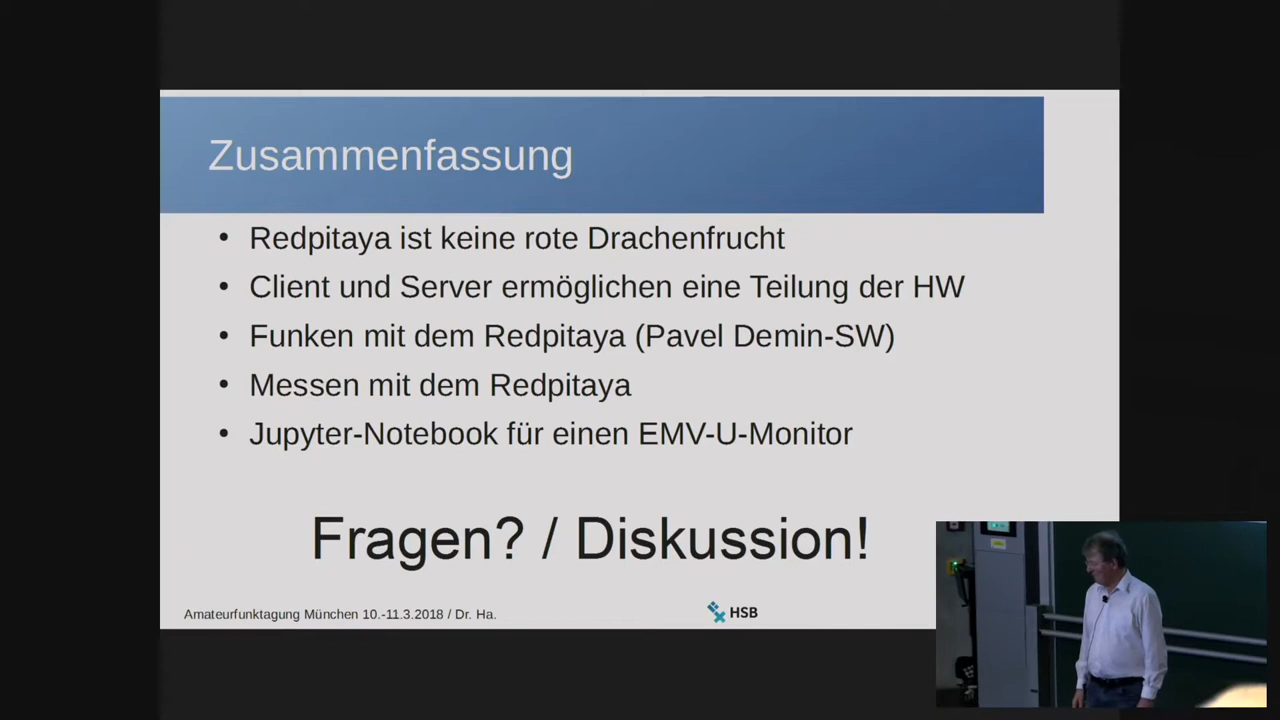 Zusammenfassung
• Redpitaya ist keine rote Drachenfrucht
• Client und Server ermöglichen eine Teilung der HW
• Funken mit dem Redpitaya (Pavel Demin-SW)
• Messen mit dem Redpitaya
• Jupyter-Notebook für einen EMV-U-Monitor
Fragen? / Diskussion!
Amateurfunktagung München 10.-11.3.2018 / Dr. Ha.
HSB